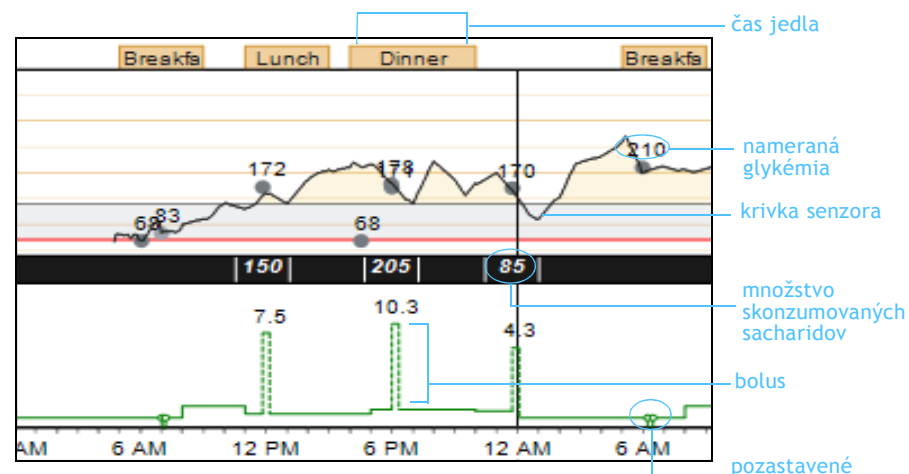 čas jedla
Breakfa Lunch Dinner Breakfa
nameraná
glykémia
210
172 171 170
krivka senzora
68 83 68
150 205 85
množstvo
skonzumovaných
sacharidov
7.5 10.3 4.3
bolus
AM 6 AM 12 PM 6 PM 12 AM 6 AM
pozastavené